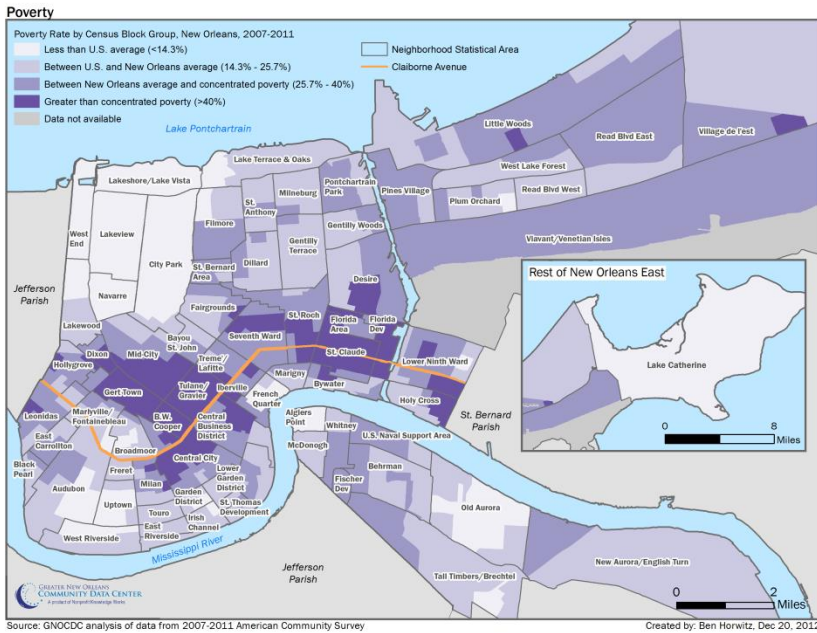 Poverty
Poverty Rate by Census Block Group, New Orleans, 2007-2011
Less than U.S. average (<14.3%)
Between U.S. and New Orleans average (14.3% - 25.7%)
Between New Orleans average and concentrated poverty (25.7% - 40%)
Greater than concentrated poverty (>40%)
Data not available
Neighborhood Statistical Area
Claiborne Avenue
Lake Pontchartrain
Little Woods
Read Blvd East
Village de l'est
Lake Terrace & Oaks
West Lake Forest
Lakeshore/Lake Vista
Milneburg
Pontchartrain
Park
Pines Village
Read Blvd West
Plum Orchard
St.
Anthony
Filmore
Gentilly Woods
West
End
Lakeview
Gentilly
Terrace
Viavant/Venetian Isles
City Park
Dillard
St. Bernard
Area
Desire
Rest of New Orleans East
Jefferson
Parish
Navarre
Fairgrounds
St. Roch
Florida
Area
Florida
Dev
Lakewood
Bayou
St. John
Seventh Ward
Dixon
Mid-City
Treme'/
Lafitte
St. Claude
Lower Ninth Ward
Lake Catherine
Hollygrove
Marigny
Bywater
Tulane/
Gravier
Iberville
Gert Town
French
Quarter
Holy Cross
St. Bernard
Parish
0
8
Miles
Leonidas
Marlyville/
Fontainebleau
B.W.
Cooper
Central
Business
District
Algiers
Point
Whitney
U.S. Naval Support Area
East
Carrollton
Broadmoor
McDonogh
Behrman
Black
Pearl
Freret
Central City
Lower
Garden
District
Fischer
Dev
Audubon
Milan
Garden
District
St. Thomas
Development
Old Aurora
Uptown
Touro
Irish
Channel
East
Riverside
West Riverside
Mississippi River
New Aurora/English Turn
Jefferson
Parish
Tall Timbers/Brechtel
0
2
Miles
GREATER NEW ORLEANS
COMMUNITY DATA CENTER
A product of Nonprofit Knowledge Works
Source: GNOCDC analysis of data from 2007-2011 American Community Survey
Created by: Ben Horwitz, Dec 20, 2012